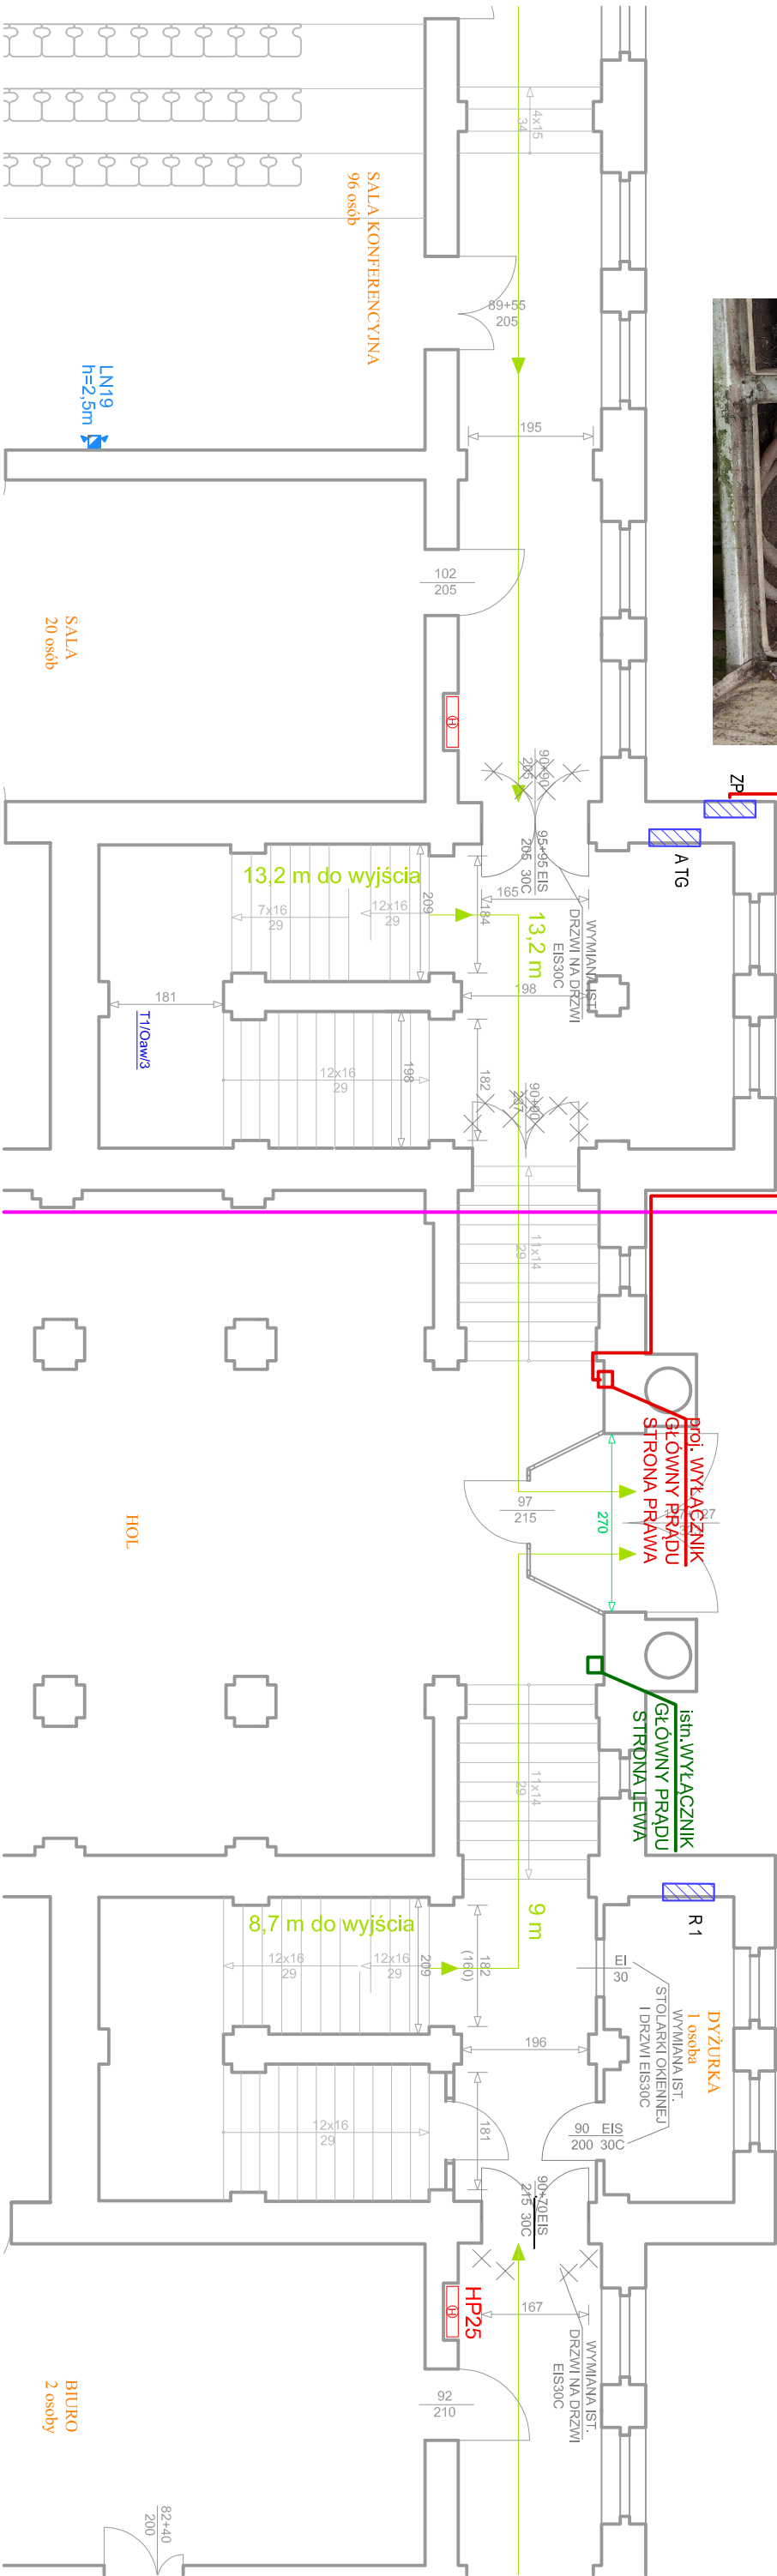 4x15
34
SALA KONFERENCYJNA
96 osób
89+55
205
LN19
h=2,5m
195
102
205
SALA
20 osób
H
90+90
205
95+95 EIS
205 30C
ZP
A TG
13,2 m do wyjścia
7x16
29
12x16
29
209
184
165
13,2 m
WYMIANA IST.
DRZWI NA DRZWI
EIS30C
198
181
T1/Oaw/3
12x16
29
198
182
90+90
207
11x14
29
proj. WYŁĄCZNIK
GŁÓWNY PRĄDU
STRONA PRAWA
97
215
270
HOL
istn.WYŁĄCZNIK
GŁÓWNY PRĄDU
STRONA LEWA
11x14
29
R 1
8,7 m do wyjścia
12x16
29
12x16
29
209
182
(160)
9 m
EI
30
DYŻURKA
1 osoba
WYMIANA IST.
STOLARKI OKIENNEJ
I DRZWI EIS30C
196
12x16
29
181
90 EIS
200 30C
90+70EIS
215 30C
HP25
H
167
WYMIANA IST.
DRZWI NA DRZWI
EIS30C
92
210
BIURO
2 osoby
82+40
200